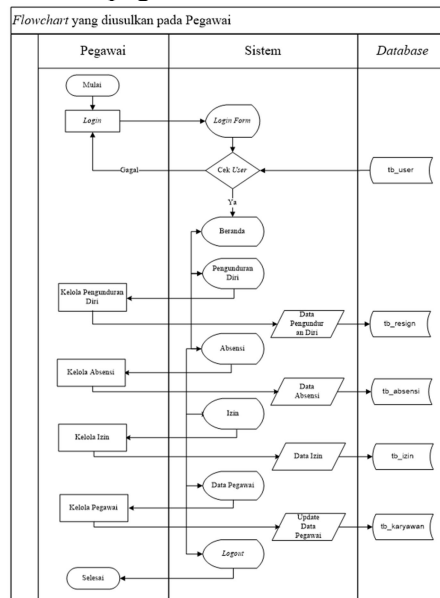 Flowchart yang diusulkan pada Pegawai
Pegawai
Sistem
Database
Mulai
Login
Login Form
Gagal
Cek User
tb_user
Ya
Beranda
Pengunduran
Diri
Kelola Pengunduran
Diri
Data
Pengundur
an Diri
tb_resign
Absensi
Kelola Absensi
Data
Absensi
tb_absensi
Izin
Kelola Izin
Data Izin
tb_izin
Data Pegawai
Kelola Pegawai
Update
Data
Pegawai
tb_karyawan
Logout
Selesai